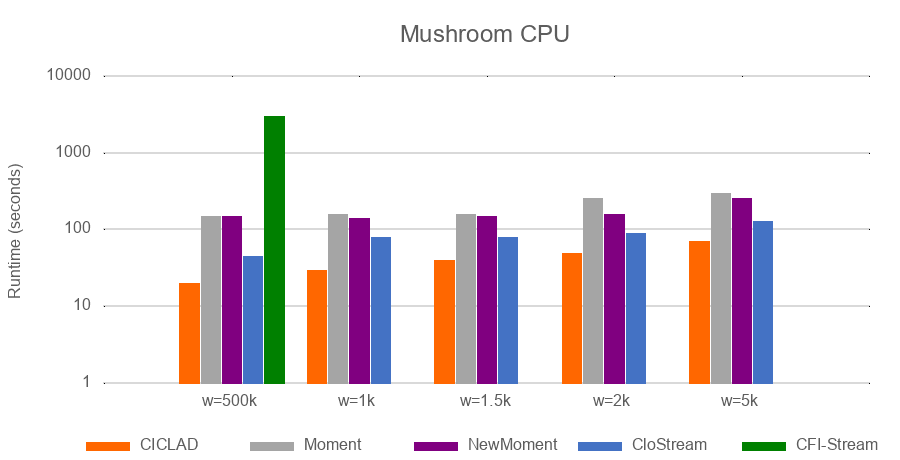 Mushroom CPU
10000
1000
100
10
1
Runtime (seconds)
w=500k w=1k w=1.5k w=2k w=5k
CICLAD Moment NewMoment CloStream CFI-Stream